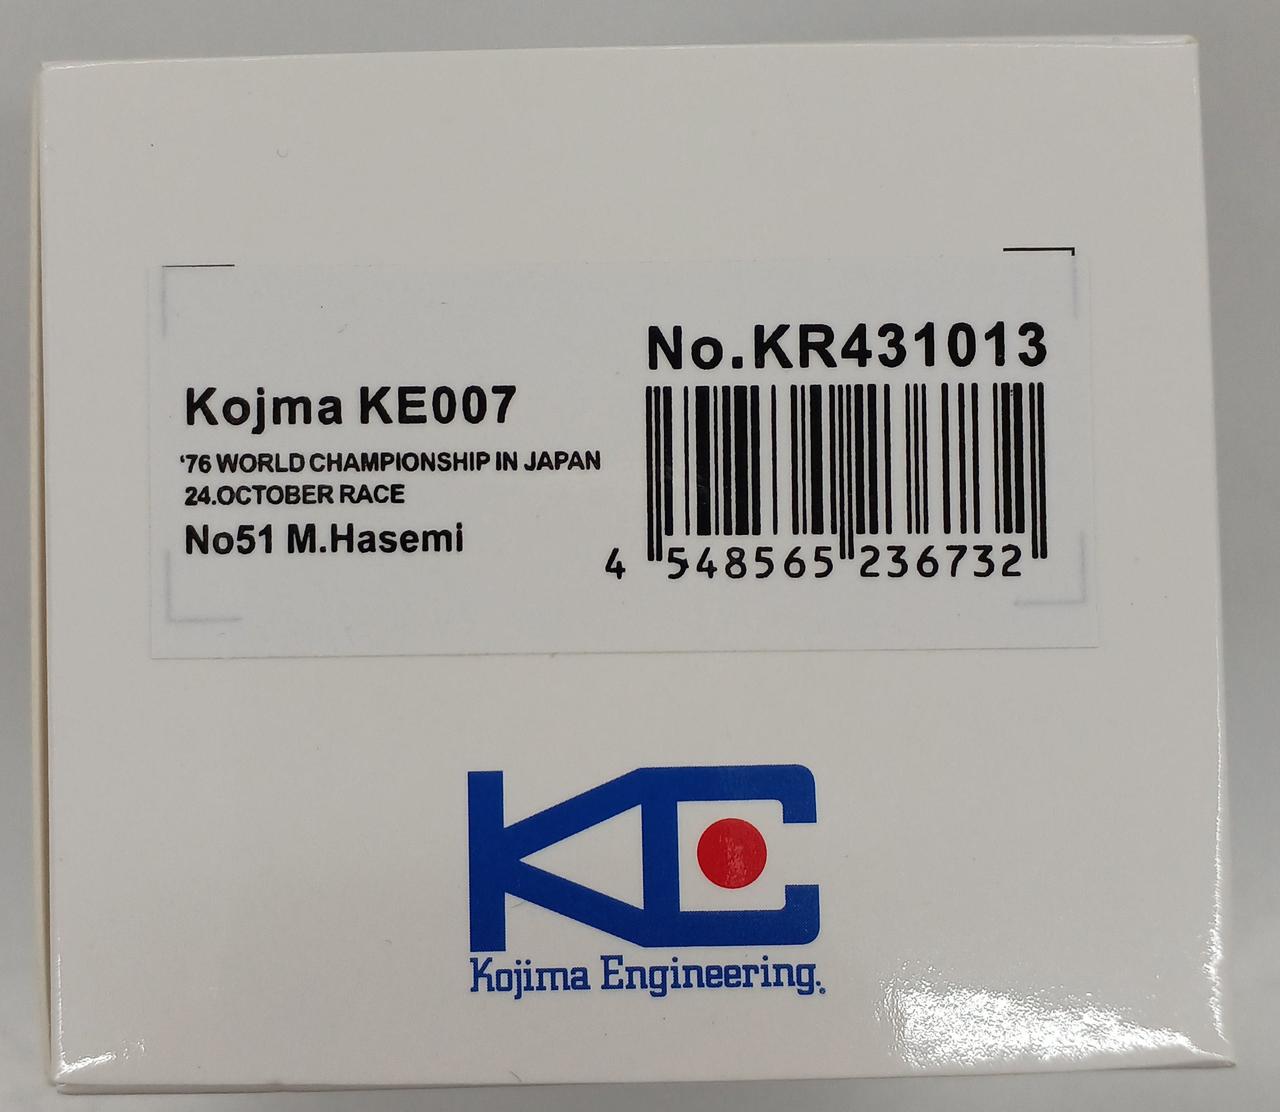 No.KR431013
Kojma KE007
‘76 WORLD CHAMPIONSHIP IN JAPAN
24.OCTOBER RACE
No51 M.Hasemi
4 548565 236732
KE
Kojima Engineering.